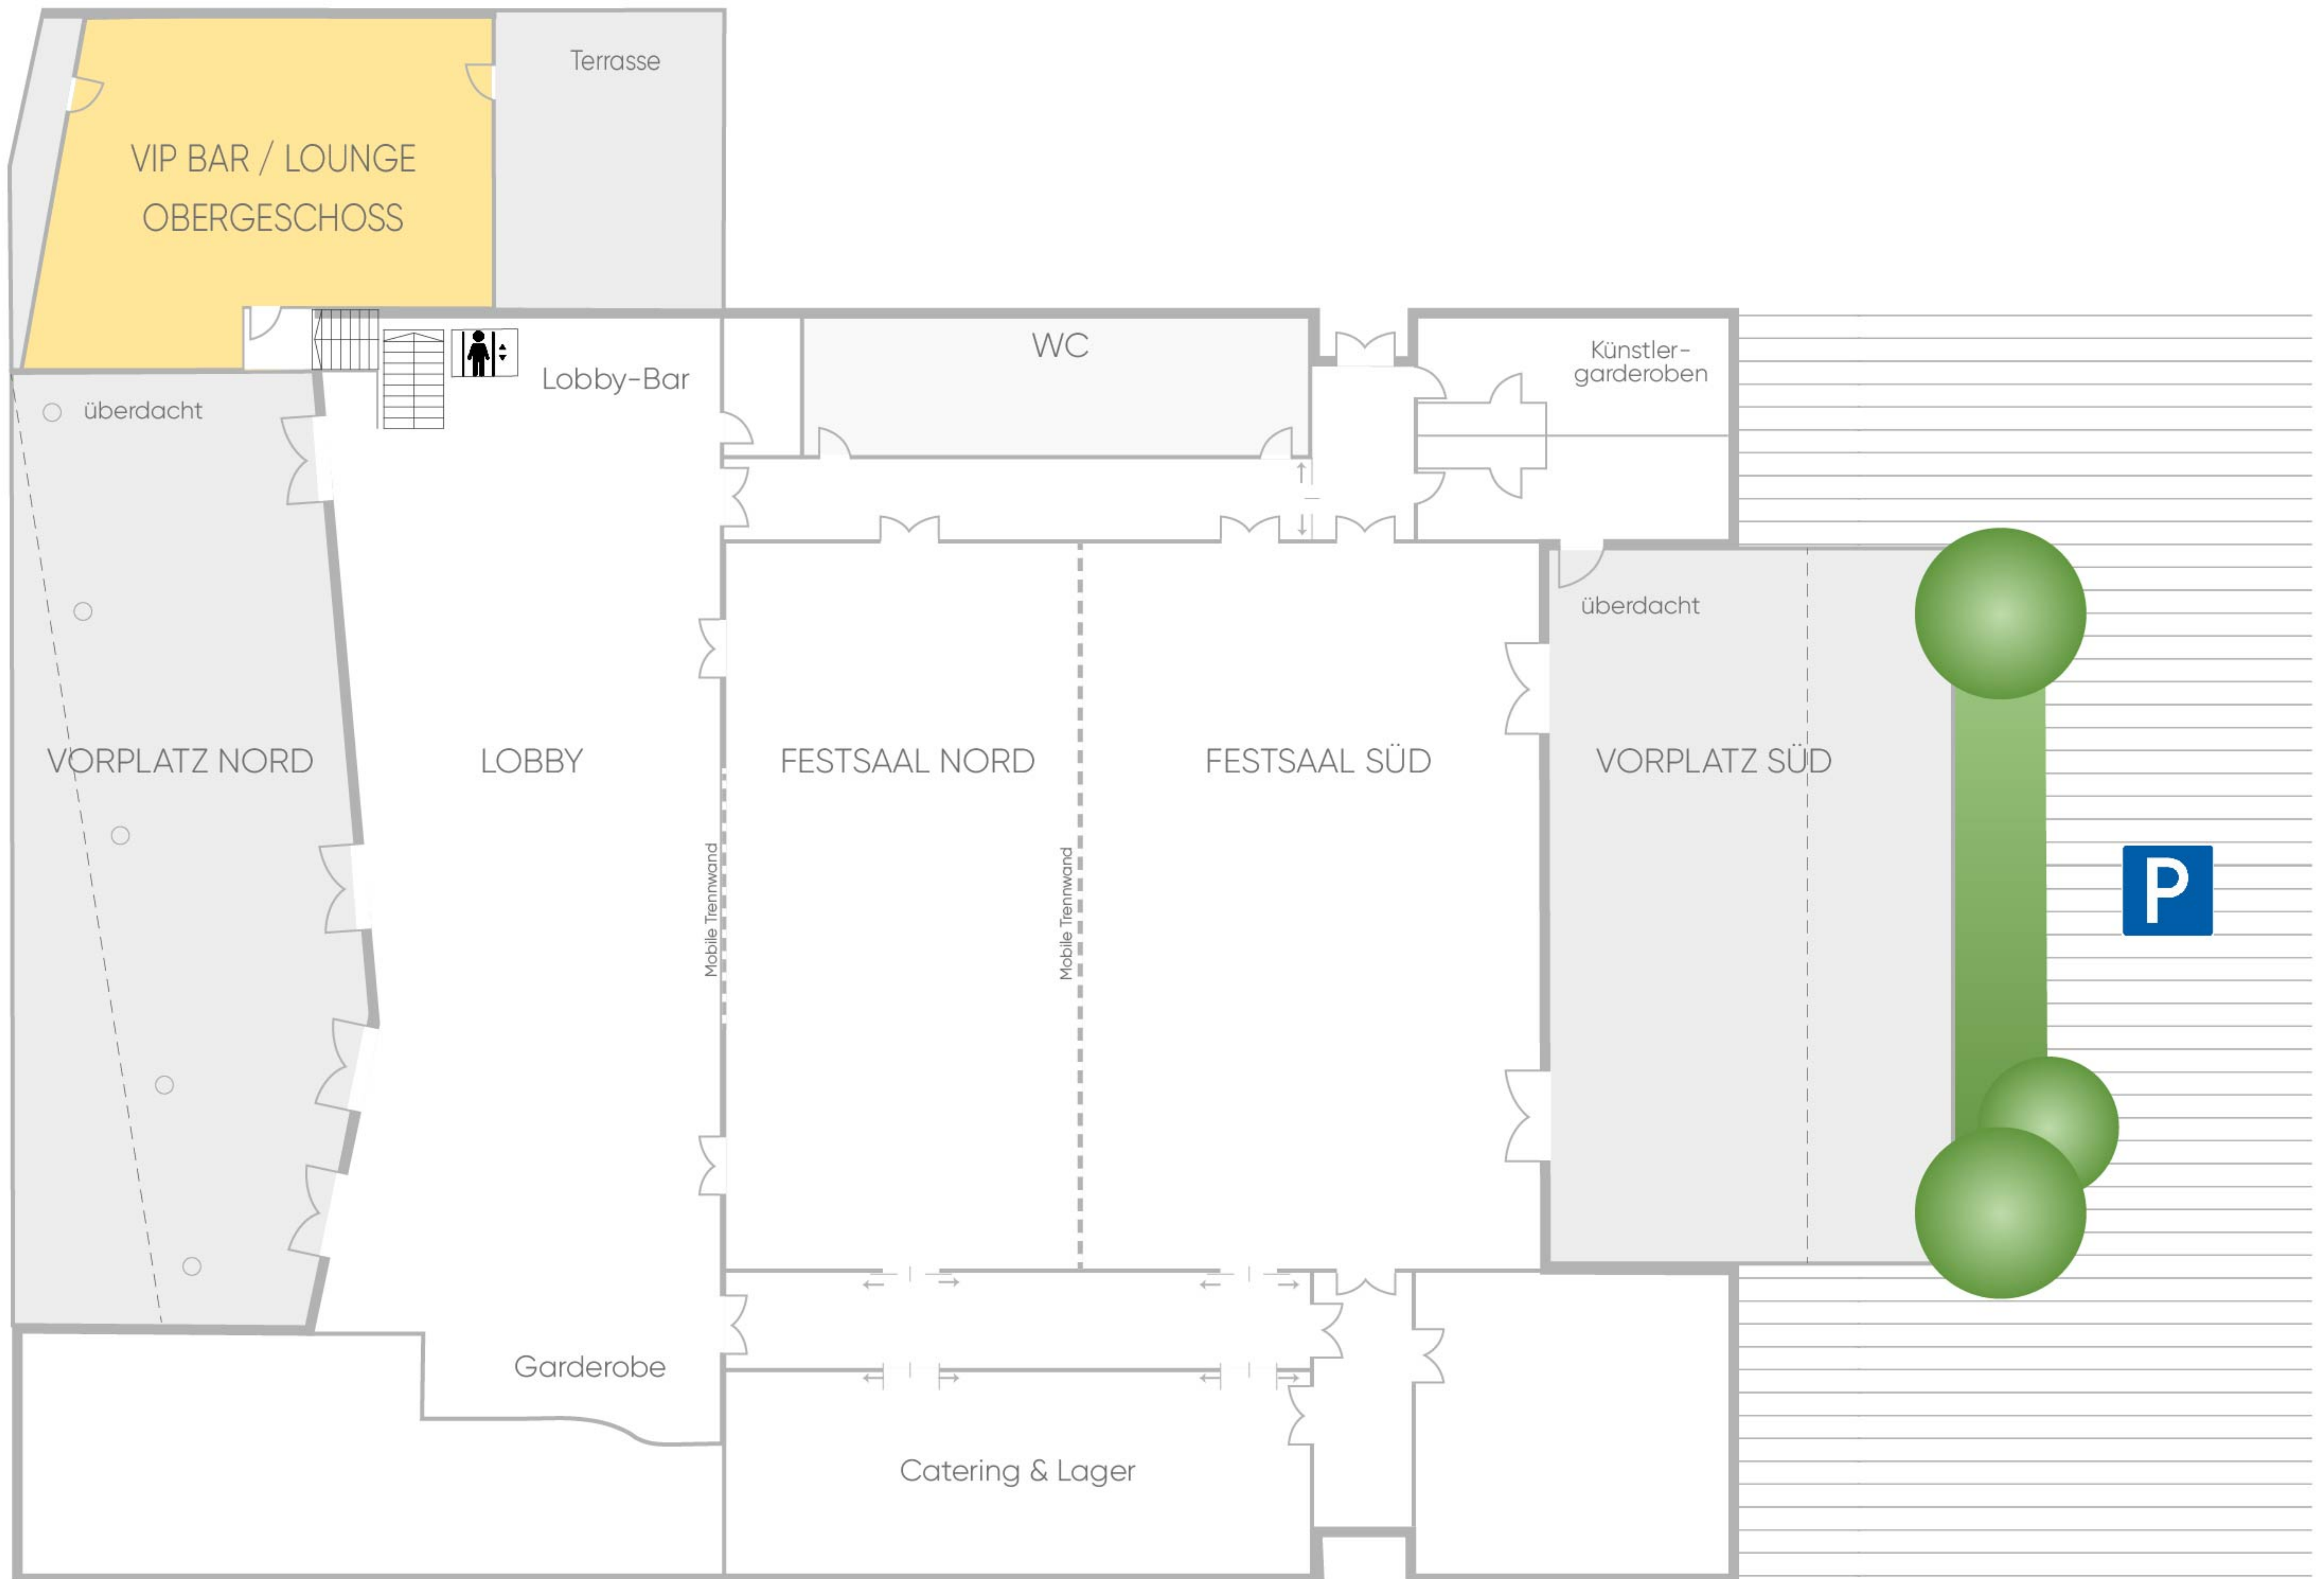 Terrasse
VIP BAR / LOUNGE
OBERGESCHOSS
WC
Künstler-
garderoben
Lobby-Bar
überdacht
überdacht
VORPLATZ NORD
LOBBY
FESTSAAL NORD
FESTSAAL SÜD
VORPLATZ SÜD
Mobile Trennwand
Mobile Trennwand
P
Garderobe
Catering & Lager